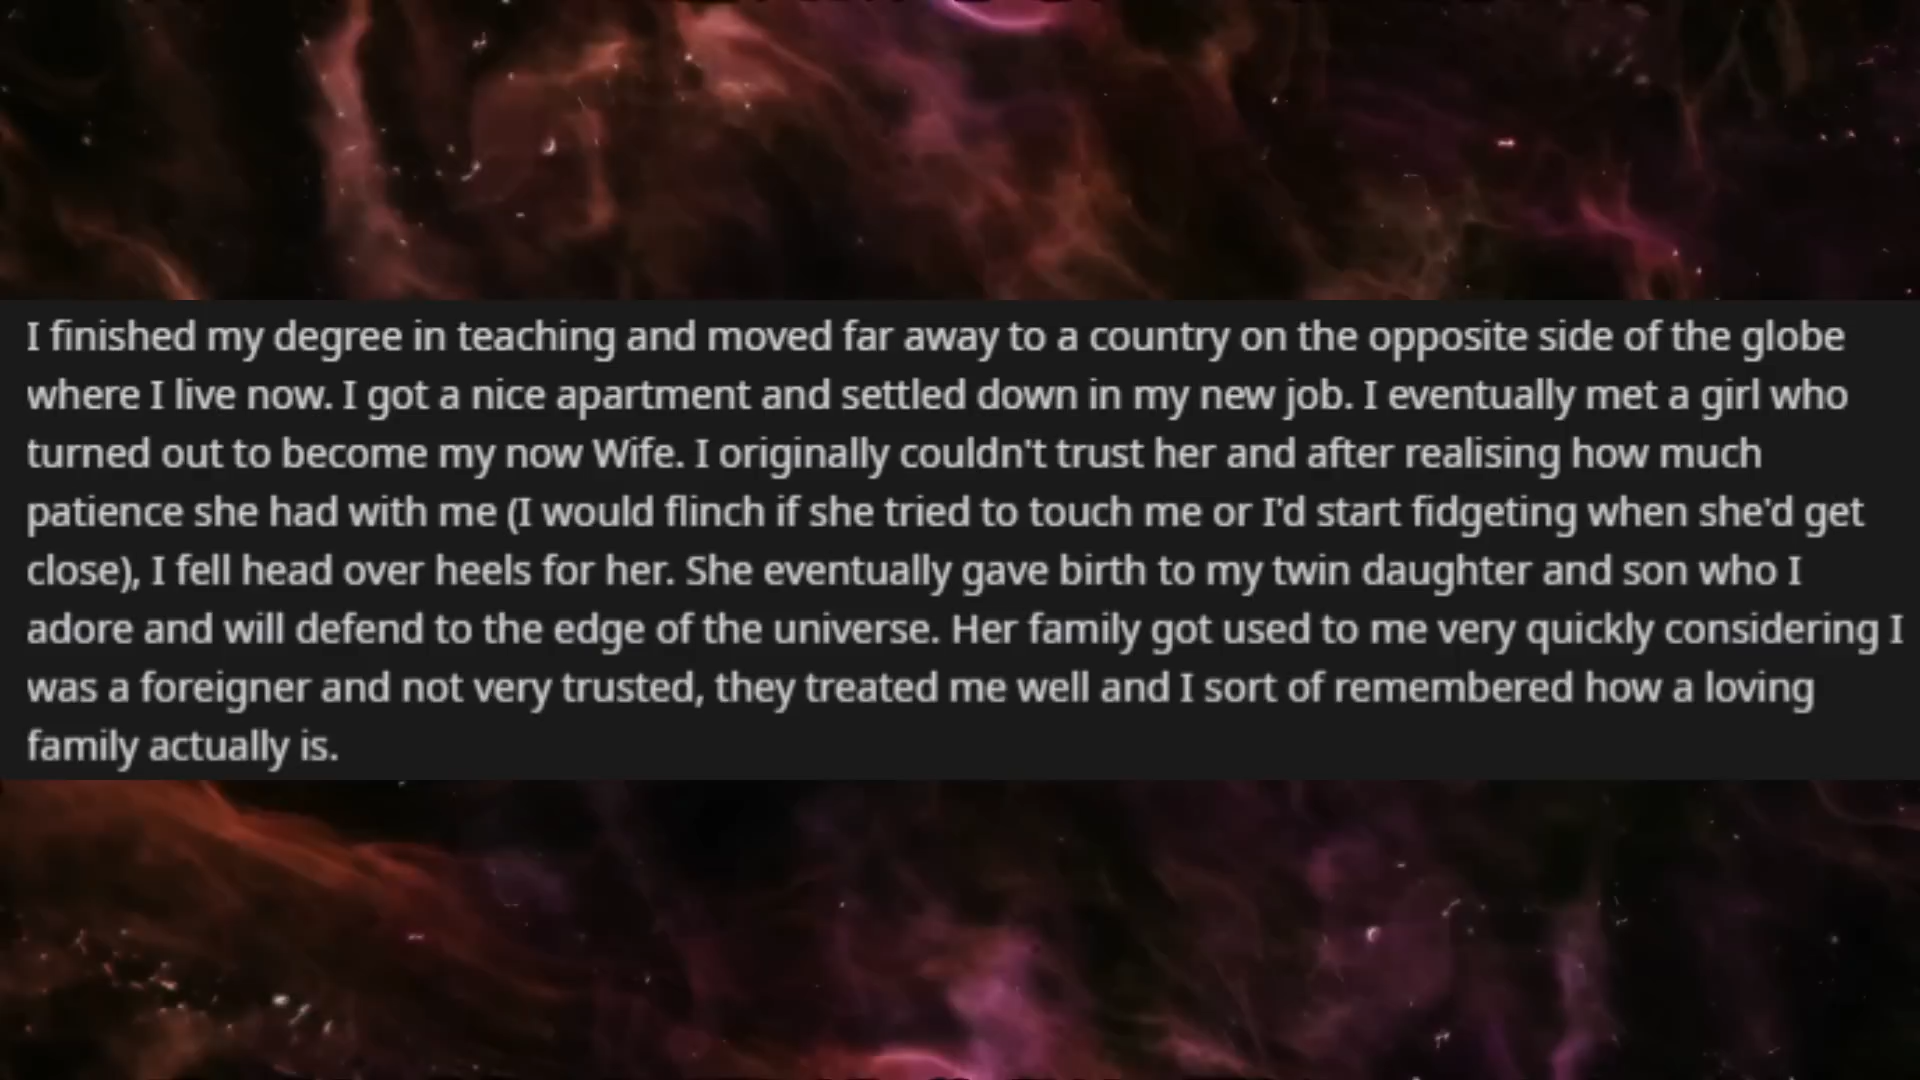 I finished my degree in teaching and moved far away to a country on the opposite side of the globe
where I live now. I got a nice apartment and settled down in my new job. I eventually met a girl who
turned out to become my now Wife. I originally couldn't trust her and after realising how much
patience she had with me (I would flinch if she tried to touch me or I'd start fidgeting when she'd get
close), I fell head over heels for her. She eventually gave birth to my twin daughter and son who I
adore and will defend to the edge of the universe. Her family got used to me very quickly considering I
was a foreigner and not very trusted, they treated me well and I sort of remembered how a loving
family actually is.